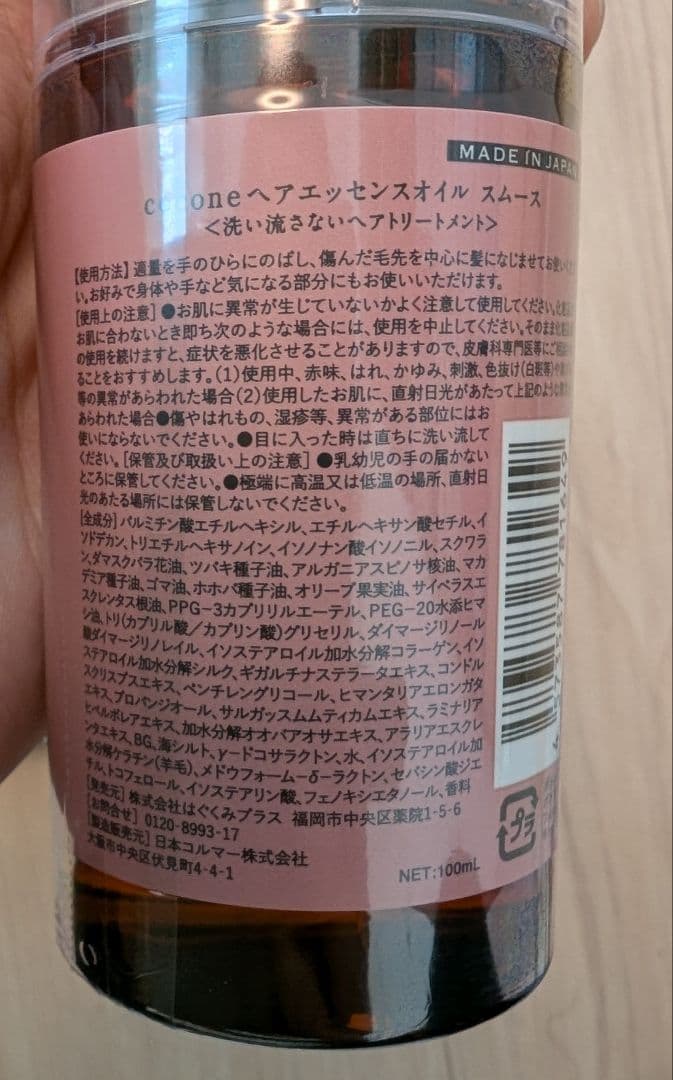 MADE IN JAPAN
cocone ヘアエッセンスオイル スムース
＜洗い流さないヘアトリートメント＞
【使用方法】適量を手のひらにのばし、傷んだ毛先を中心に髪になじませてお使いくださ
い。お好みで身体や手など気になる部分にもお使いいただけます。
[使用上の注意] ●お肌に異常が生じていないかよく注意して使用してください。
お肌に合わないとき即ち次のような場合には、使用を中止してください。そのまま
の使用を続けますと、症状を悪化させることがありますので、皮膚科専門医等にご相談
ることをおすすめします。(1)使用中、赤味、はれ、かゆみ、刺激、色抜け(白斑等)や
等の異常があらわれた場合(2)使用したお肌に、直射日光があたって上記のような
あらわれた場合●傷やはれもの、湿疹等、異常がある部位にはお
使いにならないでください。●目に入った時は直ちに洗い流して
ください。[保管及び取扱い上の注意] ●乳幼児の手の届かない
ところに保管してください。●極端に高温又は低温の場所、直射日
光のあたる場所には保管しないでください。
[全成分] パルミチン酸エチルヘキシル、エチルヘキサン酸セチル、イ
ソドデカン、トリエチルヘキサノイン、イソノナン酸イソノニル、スクワラ
ン、ダマスクバラ花油、ツバキ種子油、アルガニアスピノサ核油、マカ
デミア種子油、ゴマ油、ホホバ種子油、オリーブ果実油、サイペラスエ
スクレンタス根油、PPG-3カプリリルエーテル、PEG-20水添ヒマ
シ油、トリ(カプリル酸／カプリン酸)グリセリル、ダイマージリノール
酸ダイマージリノレイル、イソステアロイル加水分解コラーゲン、イソ
ステアロイル加水分解シルク、ギガルチナステラータエキス、コンドル
スクリスプスエキス、ペンチレングリコール、ヒマンタリアエロンガタ
エキス、プロパンジオール、サルガッスムムティカムエキス、ラミナリア
ヒペルボレアエキス、加水分解オオバアオサエキス、アラリアエスクレ
ンタエキス、BG、海シルト、γ-ドコサラクトン、水、イソステアロイル加
水分解ケラチン(羊毛)、メドウフォーム-δ-ラクトン、セバシン酸ジエ
チル、トコフェロール、イソステアリン酸、フェノキシエタノール、香料
[発売元] 株式会社はぐくみプラス 福岡市中央区薬院1-5-6
[お問合せ] 0120-8993-17
[製造販売元] 日本コルマー株式会社
大阪市中央区伏見町4-4-1
NET:100mL
プラ